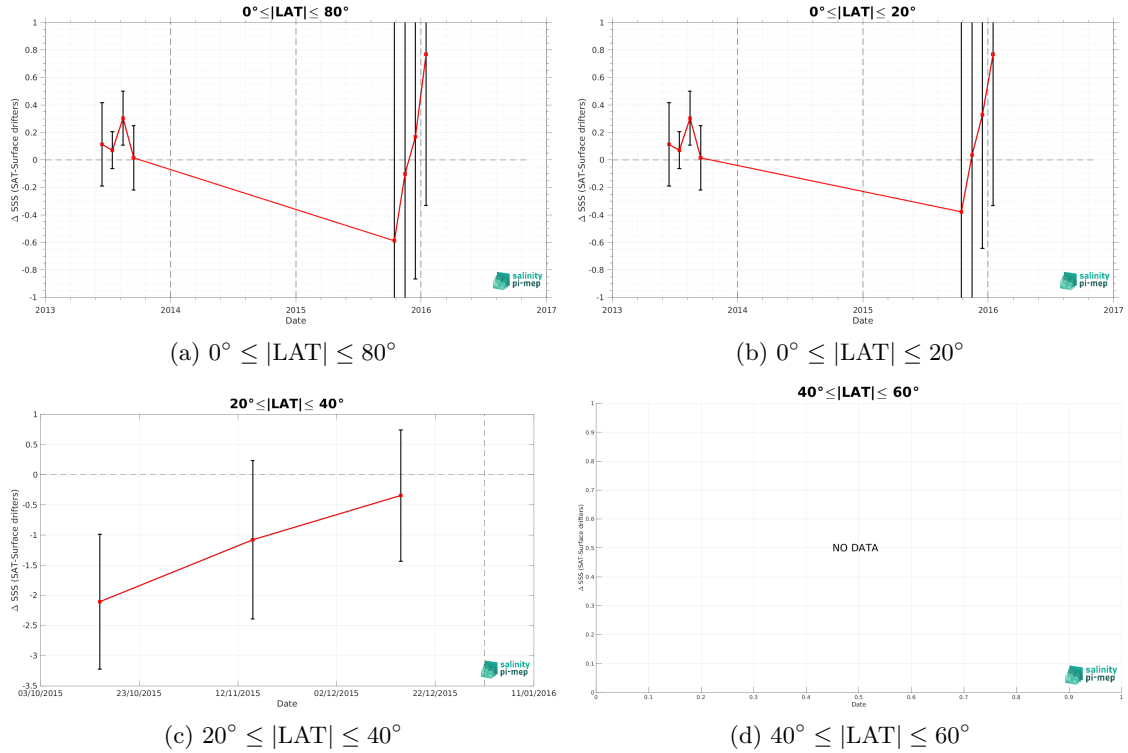 0°≤|LAT|≤ 80°
Δ SSS (SAT-Surface drifters)
1
0.8
0.6
0.4
0.2
0
-0.2
-0.4
-0.6
-0.8
-1
2013 2014 2015 2016 2017
Date
salinity
pi-mep
(a) 0° ≤ |LAT| ≤ 80°
0°≤|LAT|≤ 20°
Δ SSS (SAT-Surface drifters)
1
0.8
0.6
0.4
0.2
0
-0.2
-0.4
-0.6
-0.8
-1
2013 2014 2015 2016 2017
Date
salinity
pi-mep
(b) 0° ≤ |LAT| ≤ 20°
20°≤|LAT|≤ 40°
Δ SSS (SAT-Surface drifters)
1
0.5
0
-0.5
-1
-1.5
-2
-2.5
-3
-3.5
03/10/2015 23/10/2015 12/11/2015 02/12/2015 22/12/2015 11/01/2016
Date
salinity
pi-mep
(c) 20° ≤ |LAT| ≤ 40°
40°≤|LAT|≤ 60°
Δ SSS (SAT-Surface drifters)
1
0.9
0.8
0.7
0.6
0.5
0.4
0.3
0.2
0.1
0
NO DATA
0 0.1 0.2 0.3 0.4 0.5 0.6 0.7 0.8 0.9 1
Date
salinity
pi-mep
(d) 40° ≤ |LAT| ≤ 60°